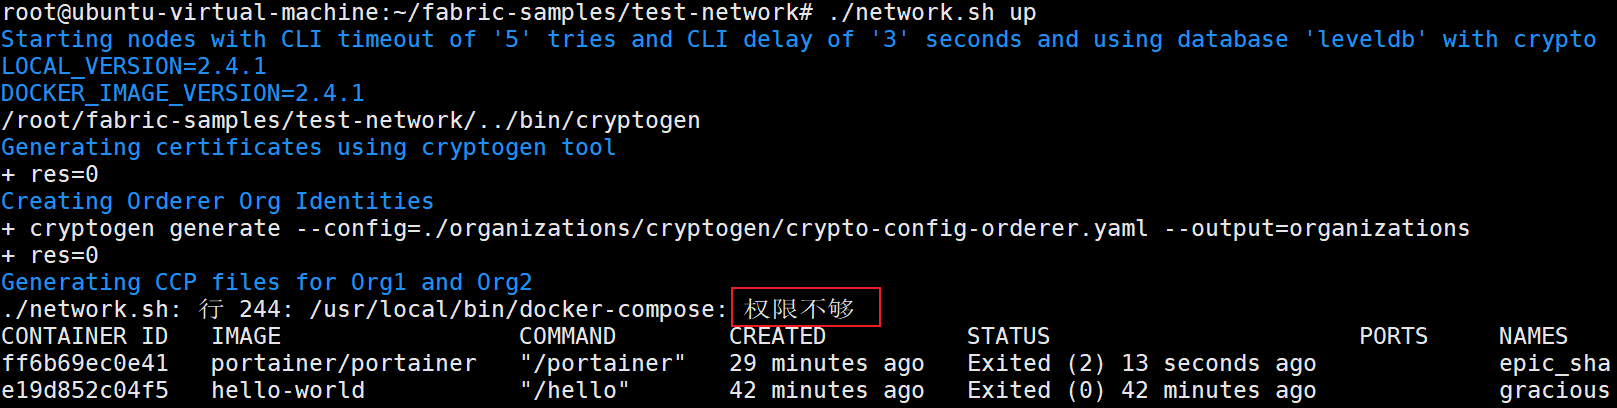 root@ubuntu-virtual-machine:~/fabric-samples/test-network# ./network.sh up
Starting nodes with CLI timeout of '5' tries and CLI delay of '3' seconds and using database 'leveldb' with crypto
LOCAL_VERSION=2.4.1
DOCKER_IMAGE_VERSION=2.4.1
/root/fabric-samples/test-network/../bin/cryptogen
Generating certificates using cryptogen tool
+ res=0
Creating Orderer Org Identities
+ cryptogen generate --config=./organizations/cryptogen/crypto-config-orderer.yaml --output=organizations
+ res=0
Generating CCP files for Org1 and Org2
./network.sh: 行 244: /usr/local/bin/docker-compose: 权限不够
CONTAINER ID   IMAGE                 COMMAND        CREATED          STATUS                      PORTS     NAMES
ff6b69ec0e41   portainer/portainer   "/portainer"   29 minutes ago   Exited (2) 13 seconds ago             epic_sha
e19d852c04f5   hello-world           "/hello"       42 minutes ago   Exited (0) 42 minutes ago             gracious